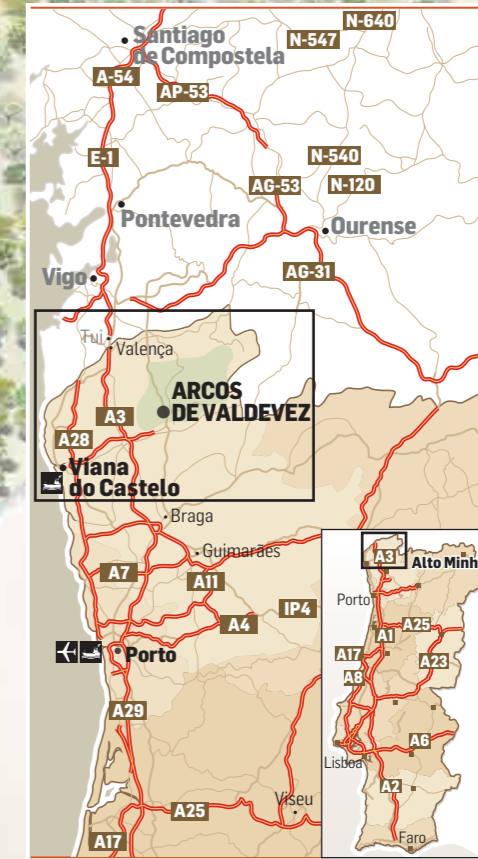 N-640
Santiago
de Compostela
N-547
A-54
AP-53
E-1
N-540
AG-53
N-120
Pontevedra
Ourense
Vigo
AG-31
Tui
Valença
ARCOS
DE VALDEVEZ
A3
A28
Viana
do Castelo
Braga
Guimarães
A7
A11
A4
IP4
Porto
A29
A25
Viseu
A17
A3
Alto Minh
Porto
A1
A25
A17
A23
A8
A6
Lisboa
A2
Faro